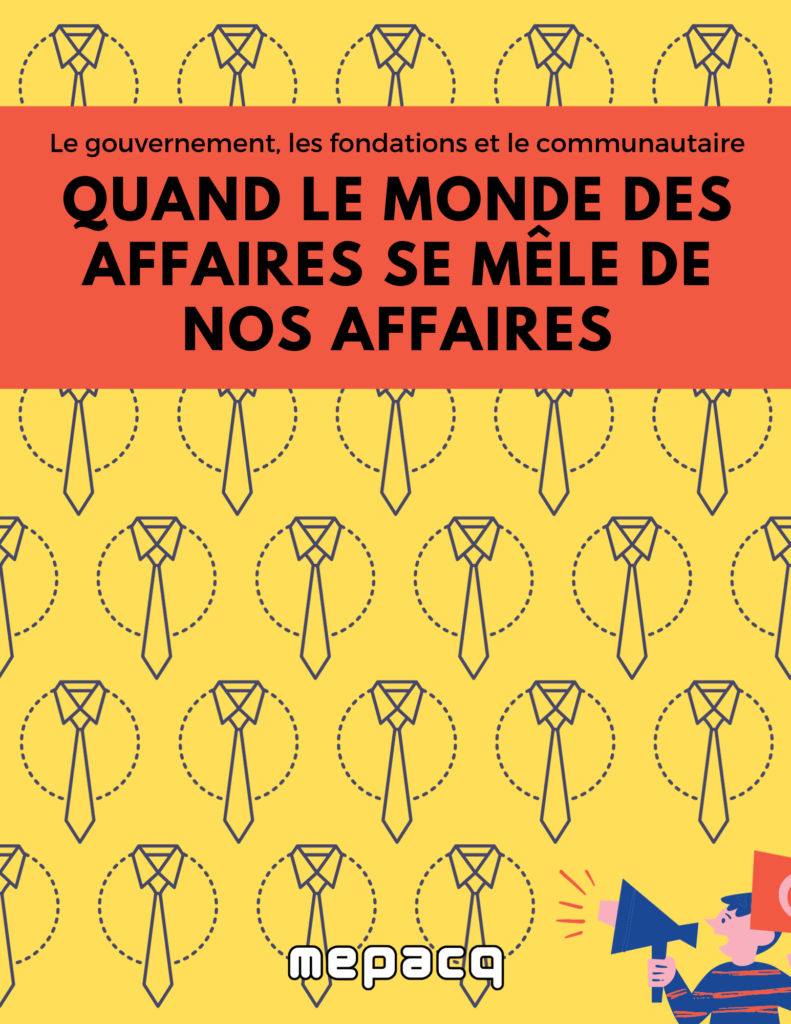 Le gouvernement, les fondations et le communautaire
QUAND LE MONDE DES
AFFAIRES SE MÊLE DE
NOS AFFAIRES
mepacq